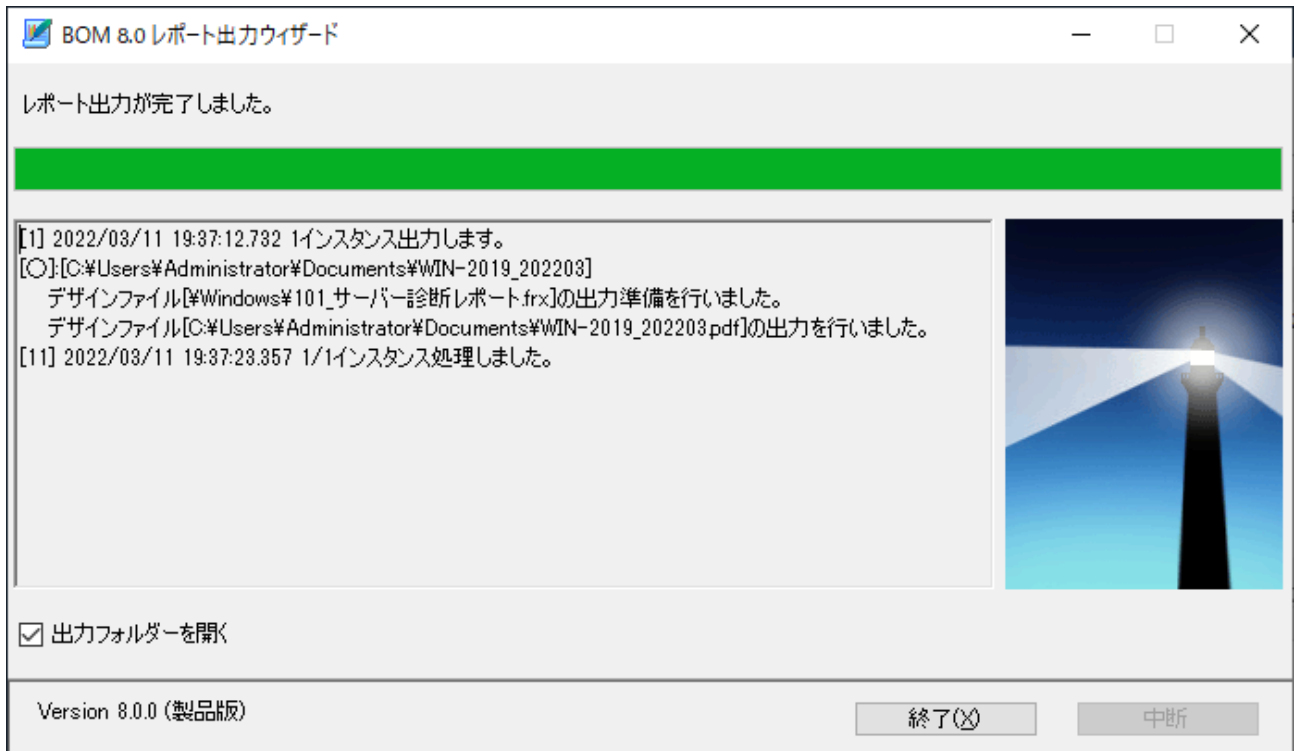 BOM 8.0 レポート出力ウィザード
レポート出力が完了しました。
[1] 2022/03/11 19:37:12.732 1インスタンス出力します。
[○]:[C:¥Users¥Administrator¥Documents¥WIN-2019_202203]
デザインファイル[¥Windows¥101_サーバー診断レポート.frx]の出力準備を行いました。
デザインファイル[C:¥Users¥Administrator¥Documents¥WIN-2019_202203.pdf]の出力を行いました。
[11] 2022/03/11 19:37:23.357 1/1インスタンス処理しました。
出力フォルダーを開く
Version 8.0.0 (製品版)
終了(X)
中断